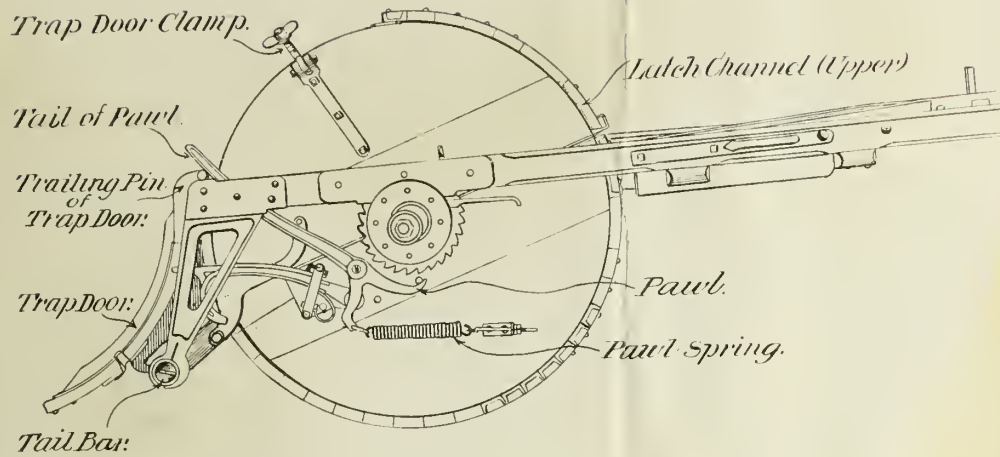 Trap Door Clamp.
Latch Channel (Upper)
Tail of Pawl.
Trailing Pin
of
Trap Door.
Trap Door.
Pawl.
Pawl Spring.
Tail Bar.